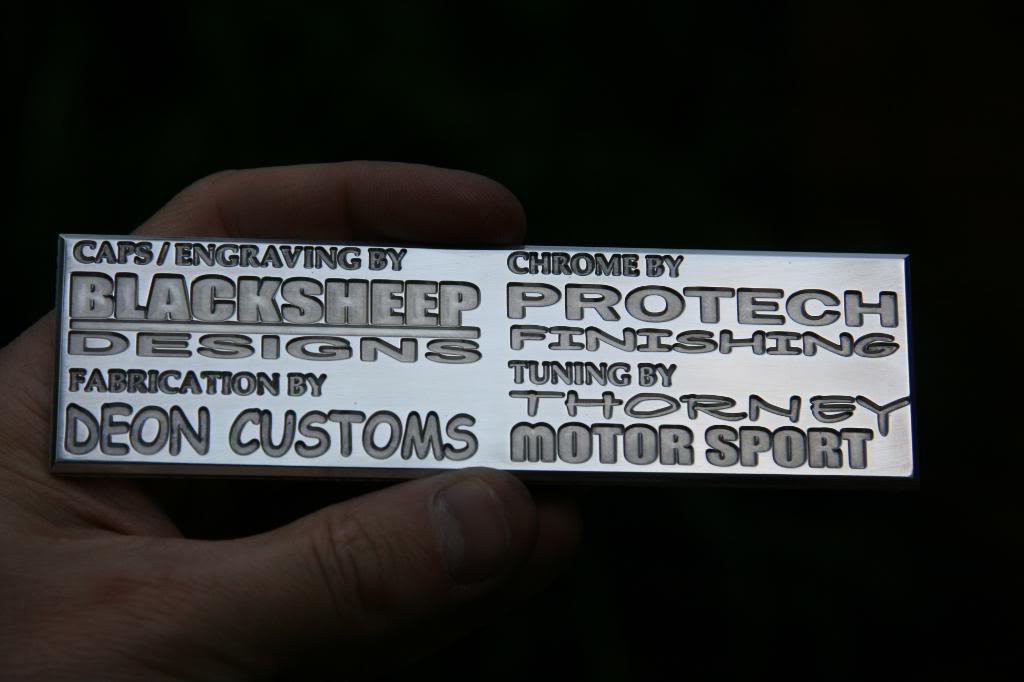 CAPS / ENGRAVING BY
BLACKSHEEP
DESIGNS
FABRICATION BY
DEON CUSTOMS
CHROME BY
PROTECH
FINISHING
TUNING BY
THORNEY
MOTOR SPORT